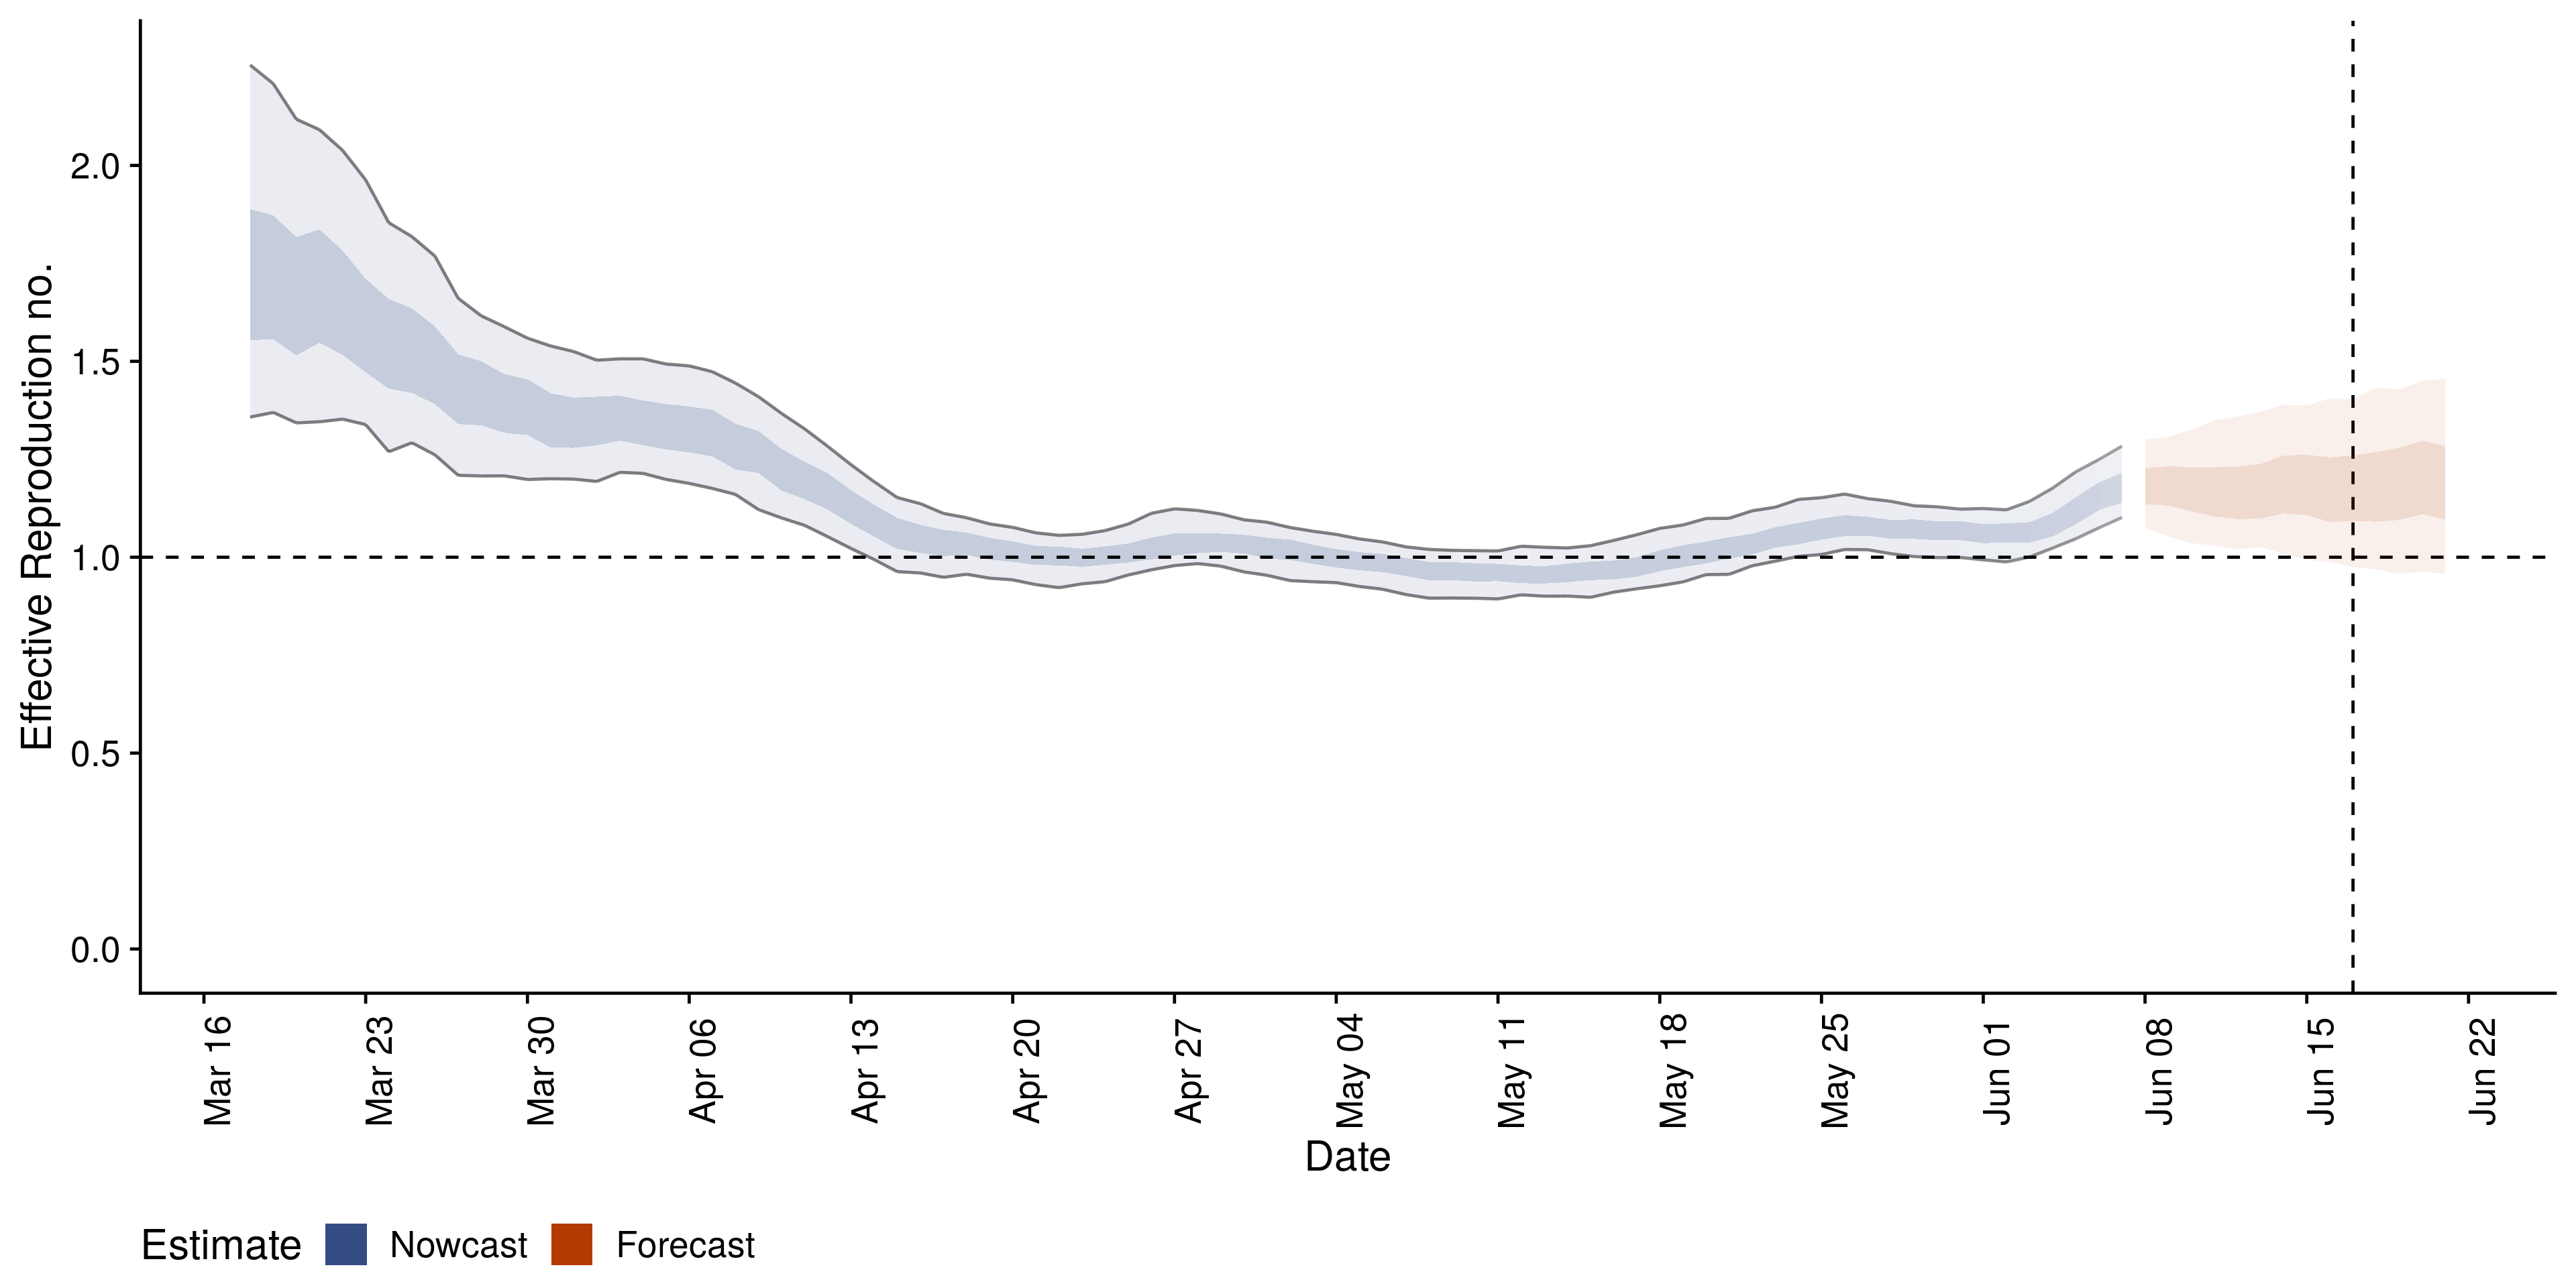 Effective Reproduction no.
2.0
1.5
1.0
0.5
0.0
Mar 16
Mar 23
Mar 30
Apr 06
Apr 13
Apr 20
Apr 27
May 04
May 11
May 18
May 25
Jun 01
Jun 08
Jun 15
Jun 22
Date
Estimate Nowcast Forecast